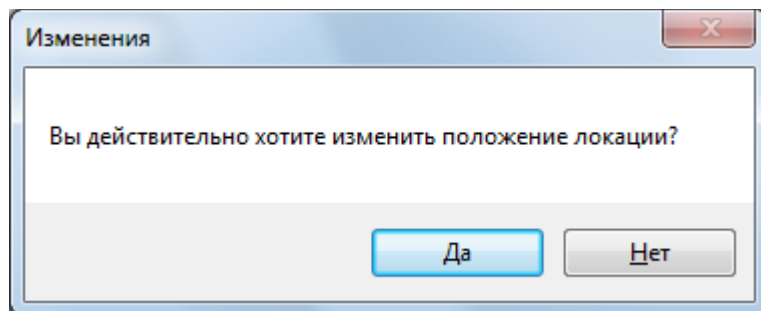 Изменения
Вы действительно хотите изменить положение локации?
Да
Нет